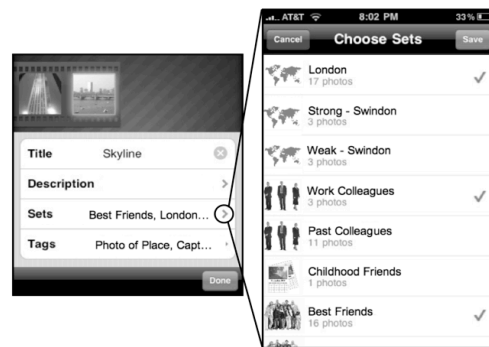 Title Skyline
Description
Sets Best Friends, London...
Tags Photo of Place, Capt...
Done
AT&T 8:02 PM 33%
Cancel Choose Sets Save
London
17 photos
Strong - Swindon
3 photos
Weak - Swindon
3 photos
Work Colleagues
3 photos
Past Colleagues
11 photos
Childhood Friends
1 photos
Best Friends
16 photos